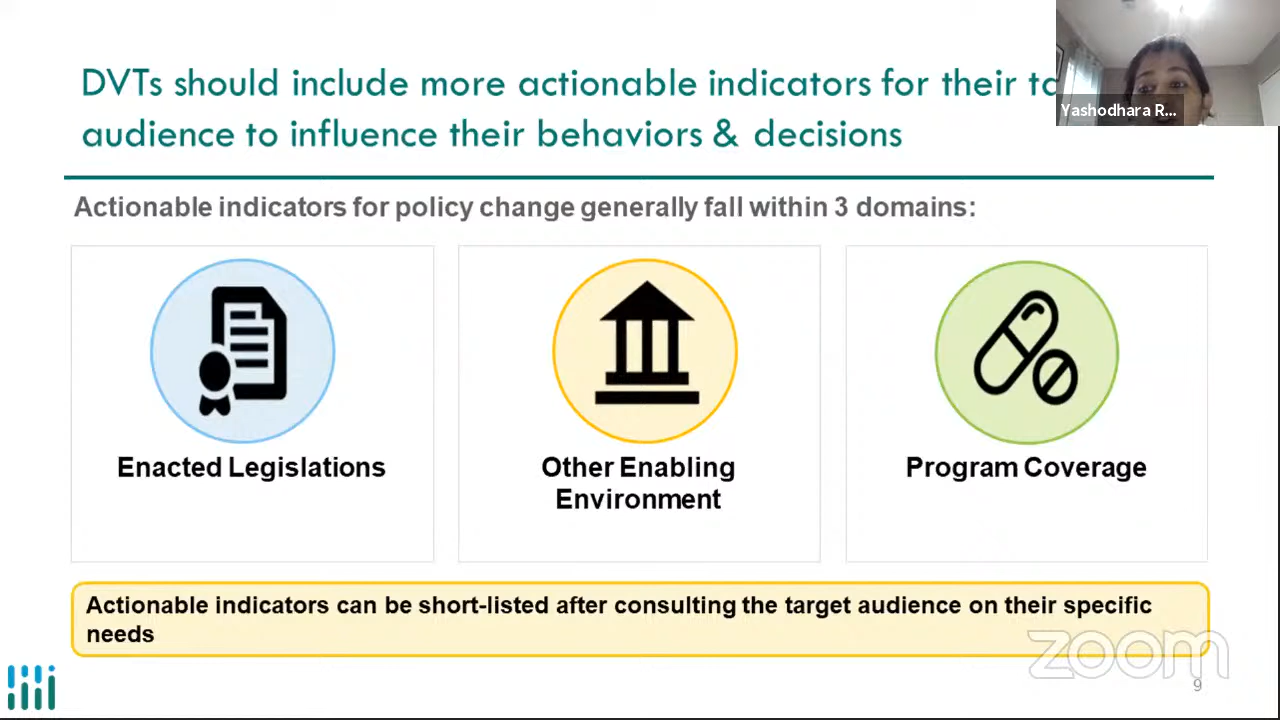 DVTs should include more actionable indicators for their
audience to influence their behaviors & decisions
Yashodhara R...
Actionable indicators for policy change generally fall within 3 domains:
Enacted Legislations
Other Enabling
Environment
Program Coverage
Actionable indicators can be short-listed after consulting the target audience on their specific
needs
zoom
9